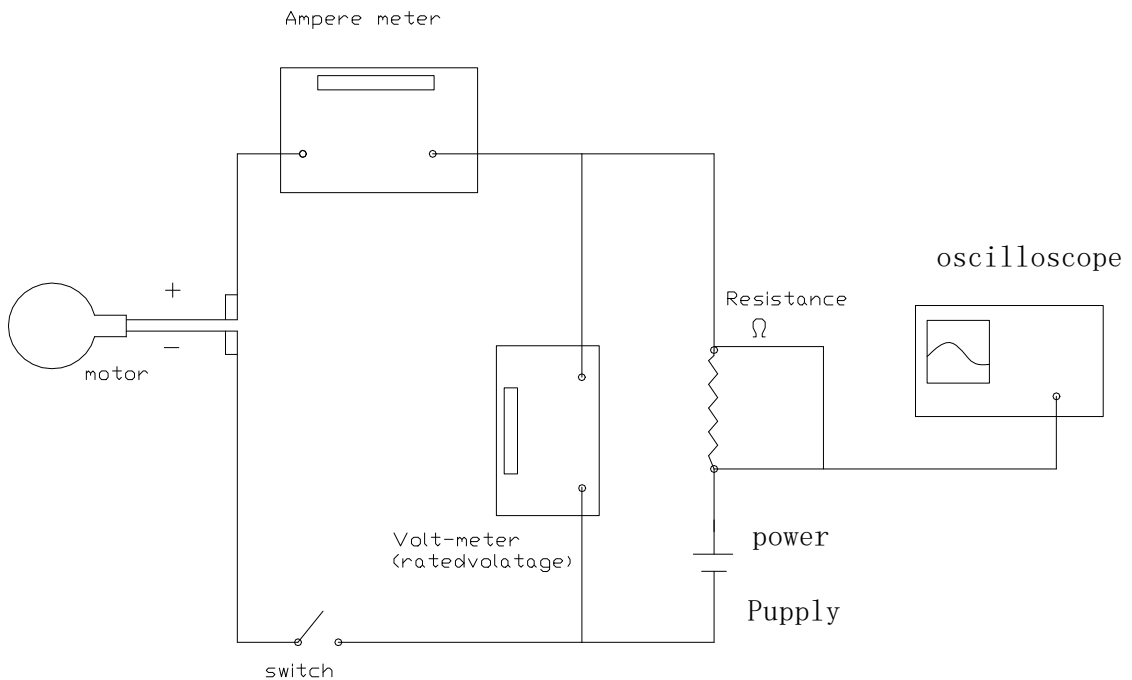 Ampere meter
oscilloscope
+
Resistance
Ω
−
motor
Volt-meter
(ratedvolatage)
power
Pupply
switch